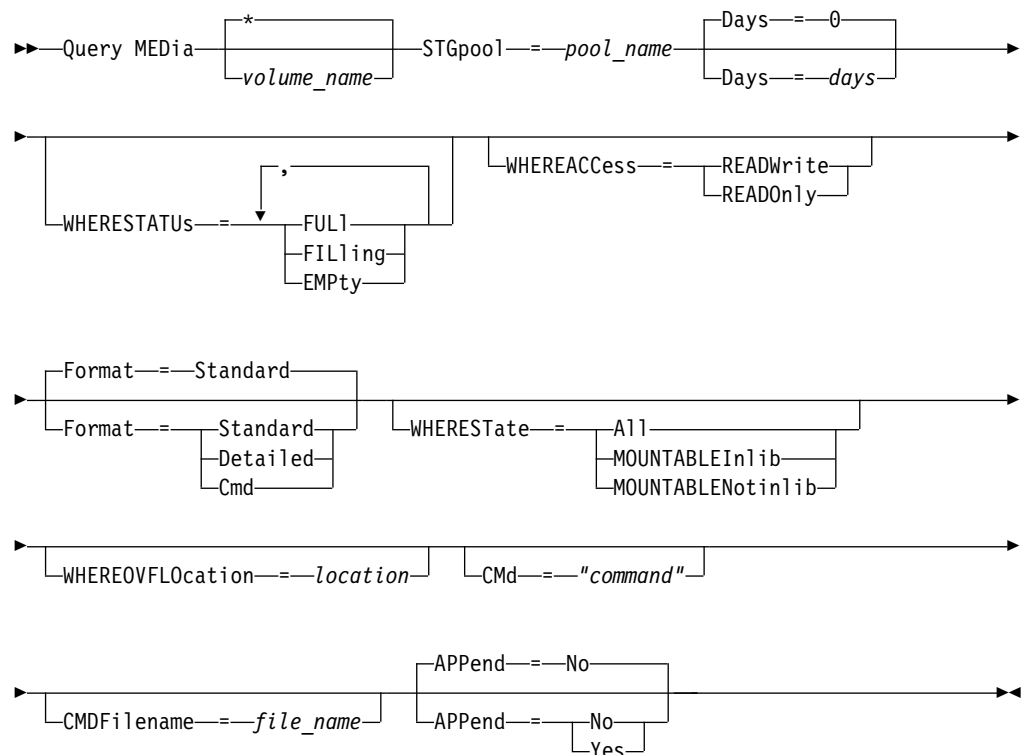 * Days = 0
Query MEDia STGpool = pool_name
volume_name Days = days
,
WHERESTATUs = FULl
FILling
EMPty
WHEREACCess = READWrite
READOnly
Format = Standard
Format = Standard
Detailed
Cmd
WHEREState = All
MOUNTABLEInlib
MOUNTABLENotinlib
WHEREOVFLOcation = location CMd = "command"
APPend = No
CMDFilename = file_name APPend = No
Yes